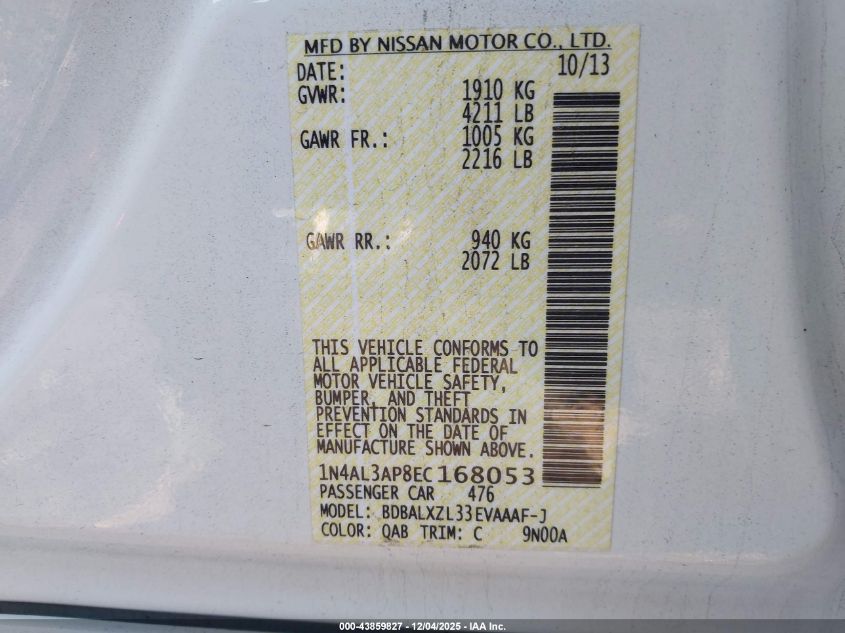 MFD BY NISSAN MOTOR CO., LTD.
DATE: 10/13
GVWR: 1910 KG
4211 LB
GAWR FR.: 1005 KG
2216 LB
GAWR RR.: 940 KG
2072 LB
THIS VEHICLE CONFORMS TO
ALL APPLICABLE FEDERAL
MOTOR VEHICLE SAFETY,
BUMPER, AND THEFT
PREVENTION STANDARDS IN
EFFECT ON THE DATE OF
MANUFACTURE SHOWN ABOVE.
1N4AL3AP8EC168053
PASSENGER CAR 476
MODEL: BDBALXZL33EVAAAF-J
COLOR: QAB TRIM: C 9N00A
000-43859827 - 12/04/2025 - IAA Inc.